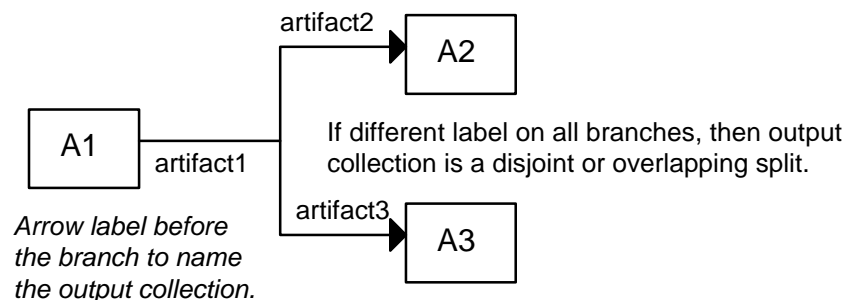 artifact2
A2
A1
artifact1
If different label on all branches, then output
collection is a disjoint or overlapping split.
artifact3
A3
Arrow label before
the branch to name
the output collection.